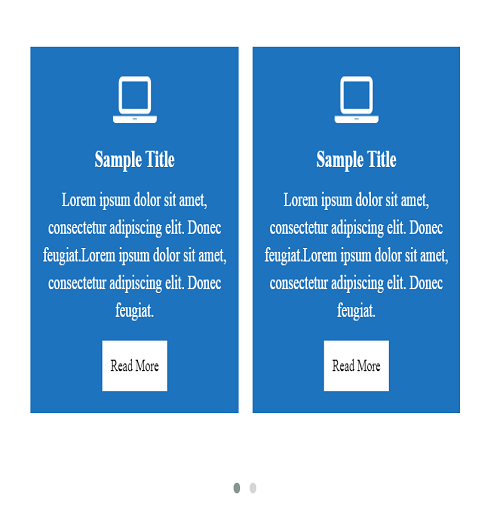 Sample Title
Lorem ipsum dolor sit amet,
consectetur adipiscing elit. Donec
feugiat.Lorem ipsum dolor sit amet,
consectetur adipiscing elit. Donec
feugiat.
Read More
Sample Title
Lorem ipsum dolor sit amet,
consectetur adipiscing elit. Donec
feugiat.Lorem ipsum dolor sit amet,
consectetur adipiscing elit. Donec
feugiat.
Read More